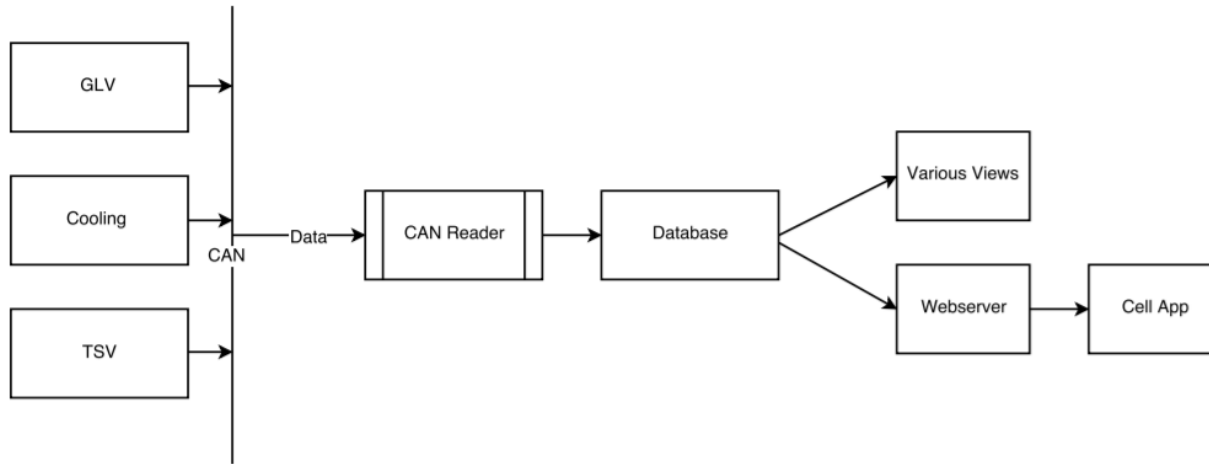 GLV
Cooling
TSV
CAN
Data
CAN Reader
Database
Various Views
Webserver
Cell App